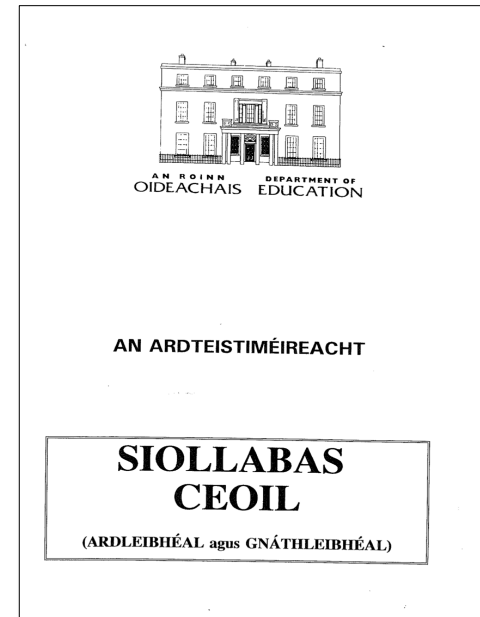 AN ROINN DEPARTMENT OF
OIDEACHAIS EDUCATION
AN ARDTEISTIMÉIREACHT
SIOLLABAS
CEOIL
(ARDLEIBHÉAL agus GNÁTHLEIBHÉAL)